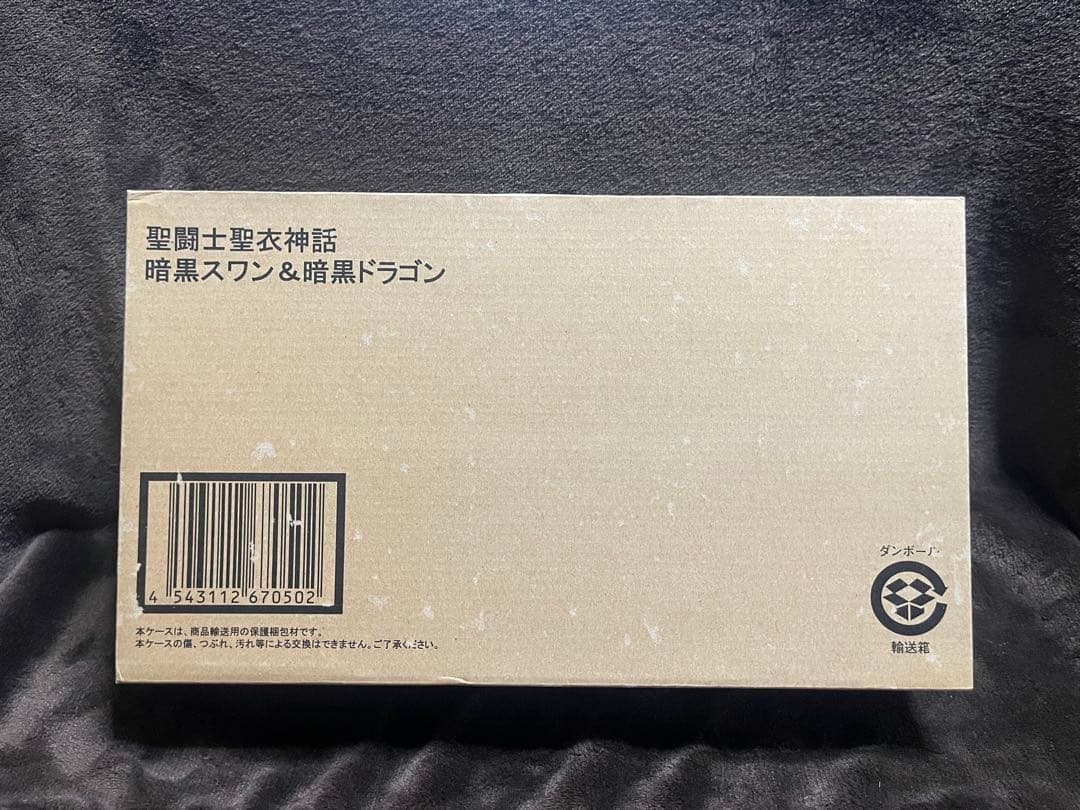 聖闘士聖衣神話
暗黒スワン＆暗黒ドラゴン
4 543112 670502
本ケースは、商品輸送用の保護梱包材です。
本ケースの傷、つぶれ、汚れ等による交換はできません。ご了承ください。
ダンボール
輸送箱